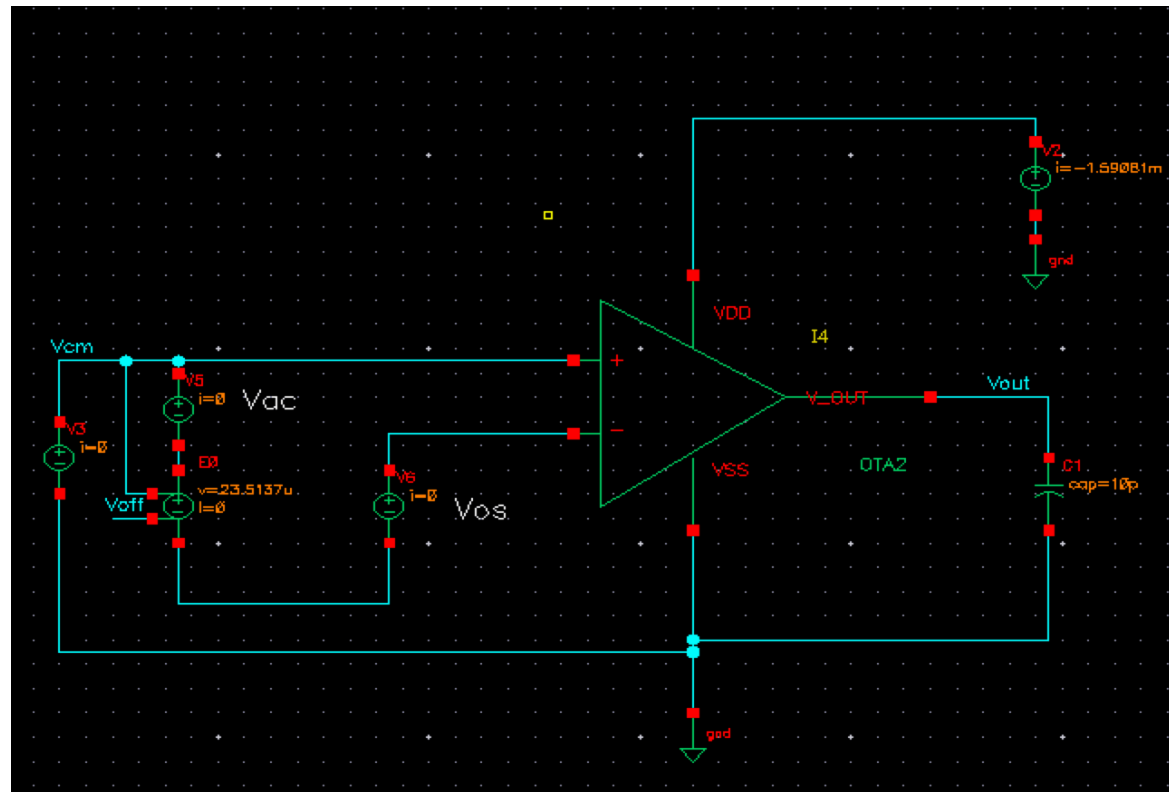 V2
i=-1.59081m
gnd
VDD
I4
Vcm
V5
i=0
Vac
+
V3
i=0
Vout
V_OUT
−
E0
v=23.5137u
i=0
Voff
V6
i=0
Vos
VSS
OTA2
C1
cap=10p
gnd